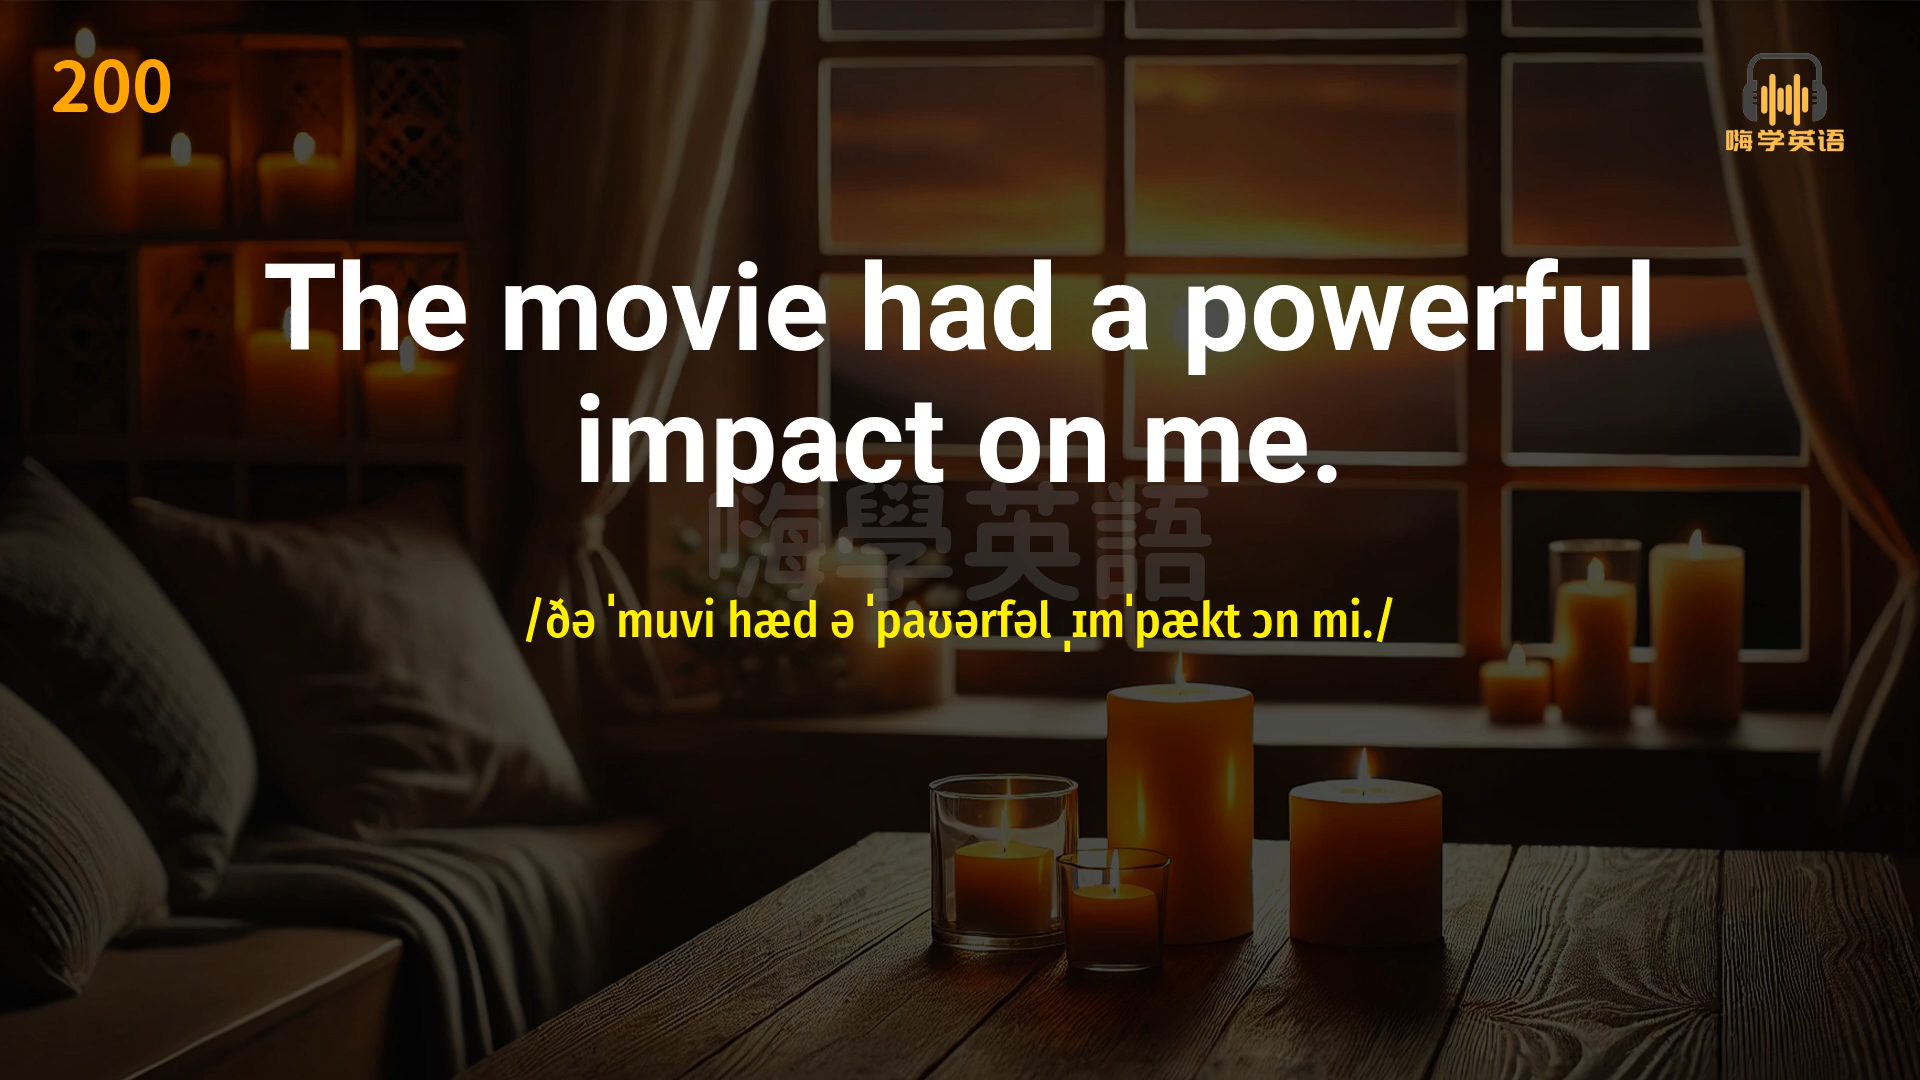 200
嗨学英语
The movie had a powerful
impact on me.
嗨學英語
/ðə ˈmuvi hæd ə ˈpaʊərfəl ˌɪmˈpækt ɔn mi./